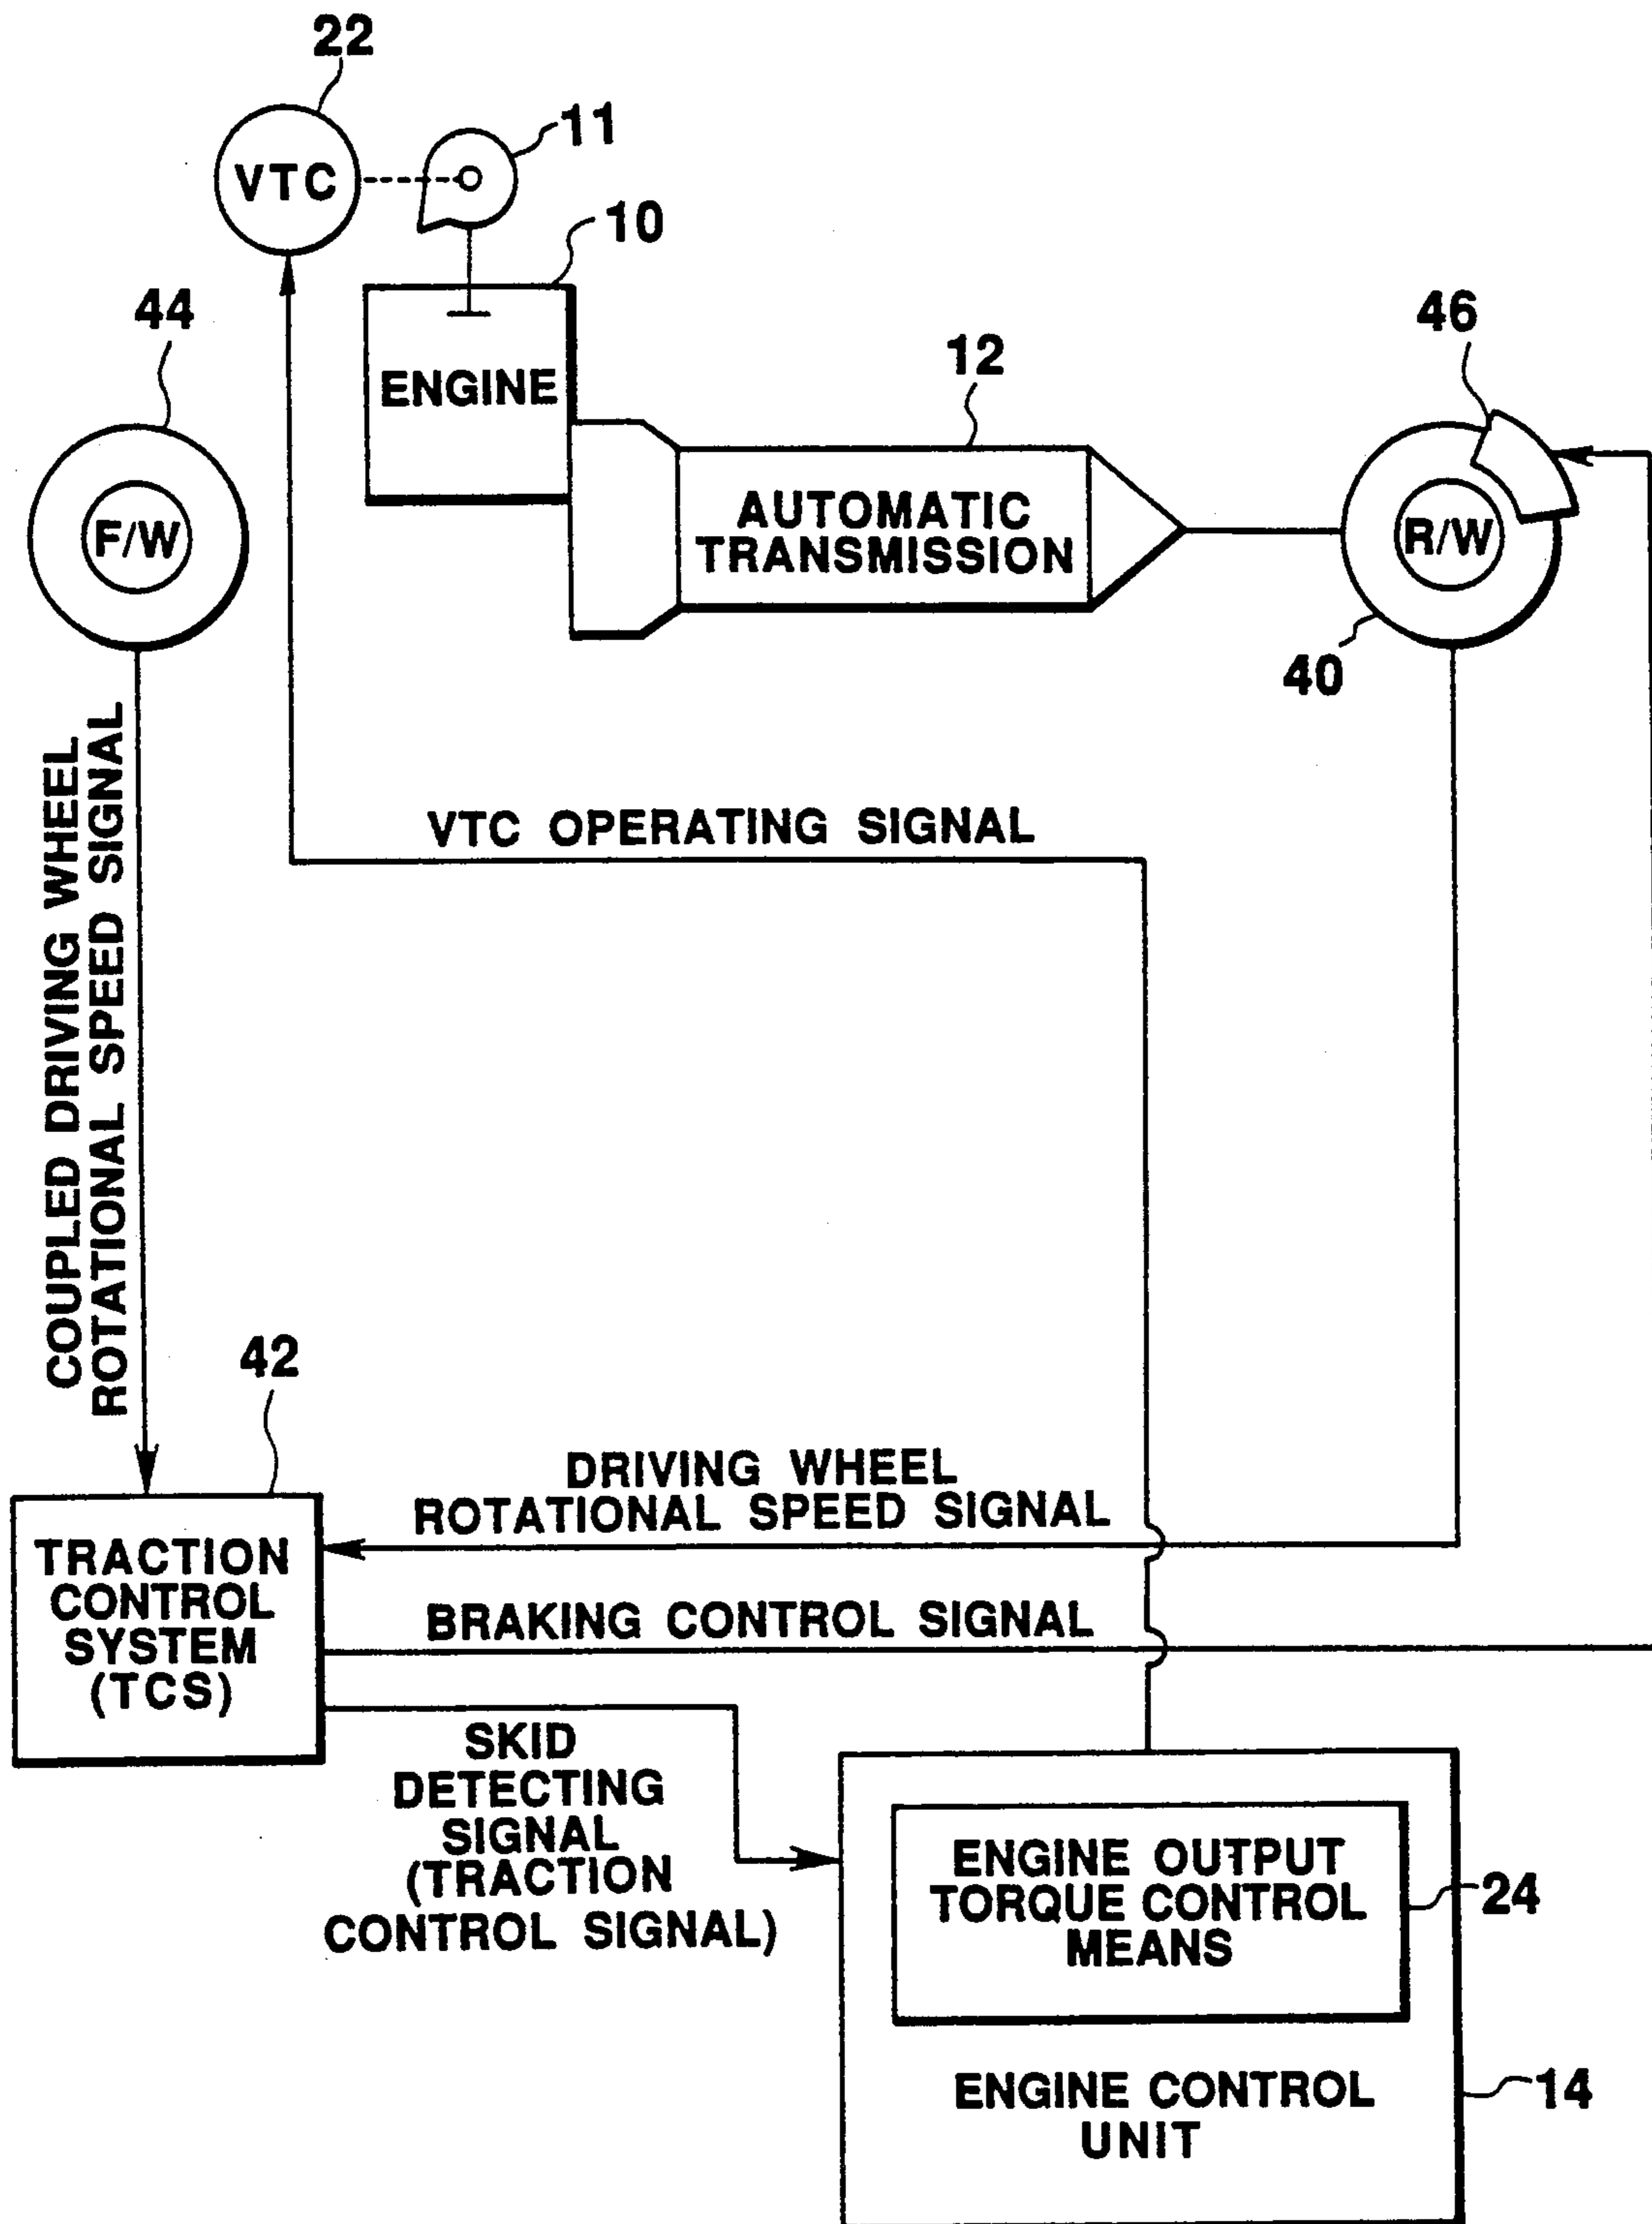 22
VTC
11
10
44
ENGINE
12
46
F/W
AUTOMATIC
TRANSMISSION
R/W
40
COUPLED DRIVING WHEEL
ROTATIONAL SPEED SIGNAL
VTC OPERATING SIGNAL
42
DRIVING WHEEL
ROTATIONAL SPEED SIGNAL
TRACTION
CONTROL
SYSTEM
(TCS)
BRAKING CONTROL SIGNAL
SKID
DETECTING
SIGNAL
(TRACTION
CONTROL SIGNAL)
ENGINE OUTPUT
TORQUE CONTROL
MEANS
24
ENGINE CONTROL
UNIT
14